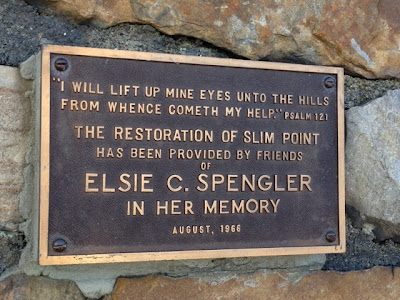 "I WILL LIFT UP MINE EYES UNTO THE HILLS
FROM WHENCE COMETH MY HELP." PSALM 121
THE RESTORATION OF SLIM POINT
HAS BEEN PROVIDED BY FRIENDS
OF
ELSIE C. SPENGLER
IN HER MEMORY
AUGUST, 1966